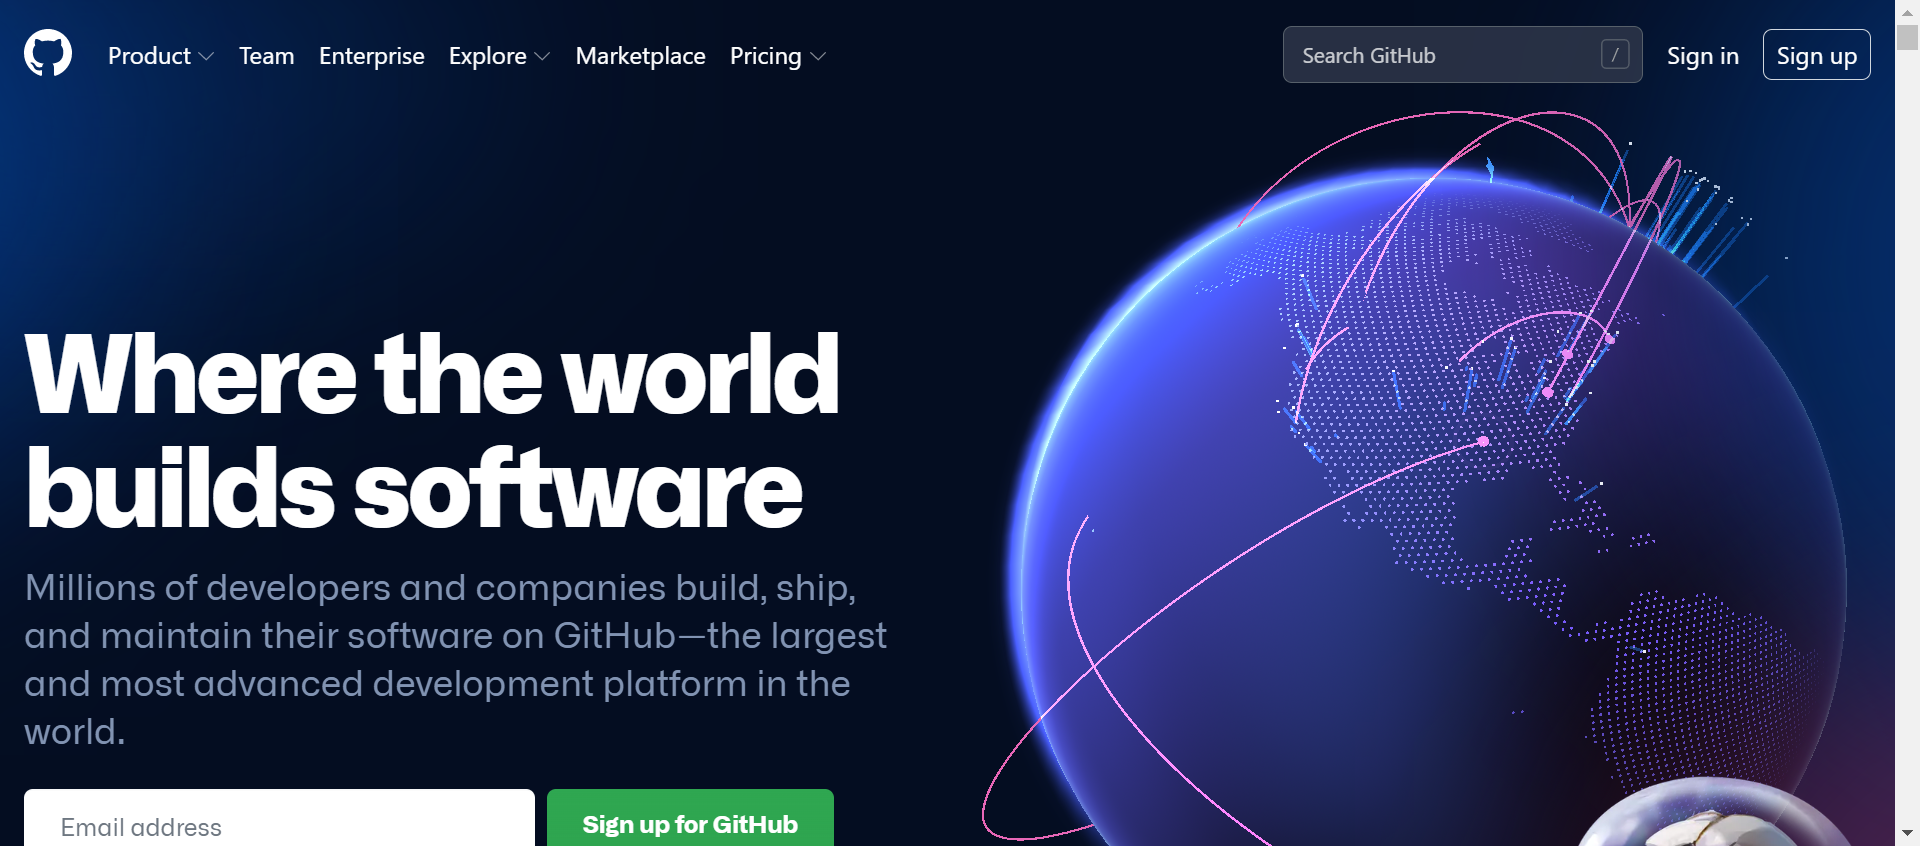 Product Team Enterprise Explore Marketplace Pricing Search GitHub / Sign in Sign up
Where the world
builds software
Millions of developers and companies build, ship,
and maintain their software on GitHub—the largest
and most advanced development platform in the
world.
Email address Sign up for GitHub